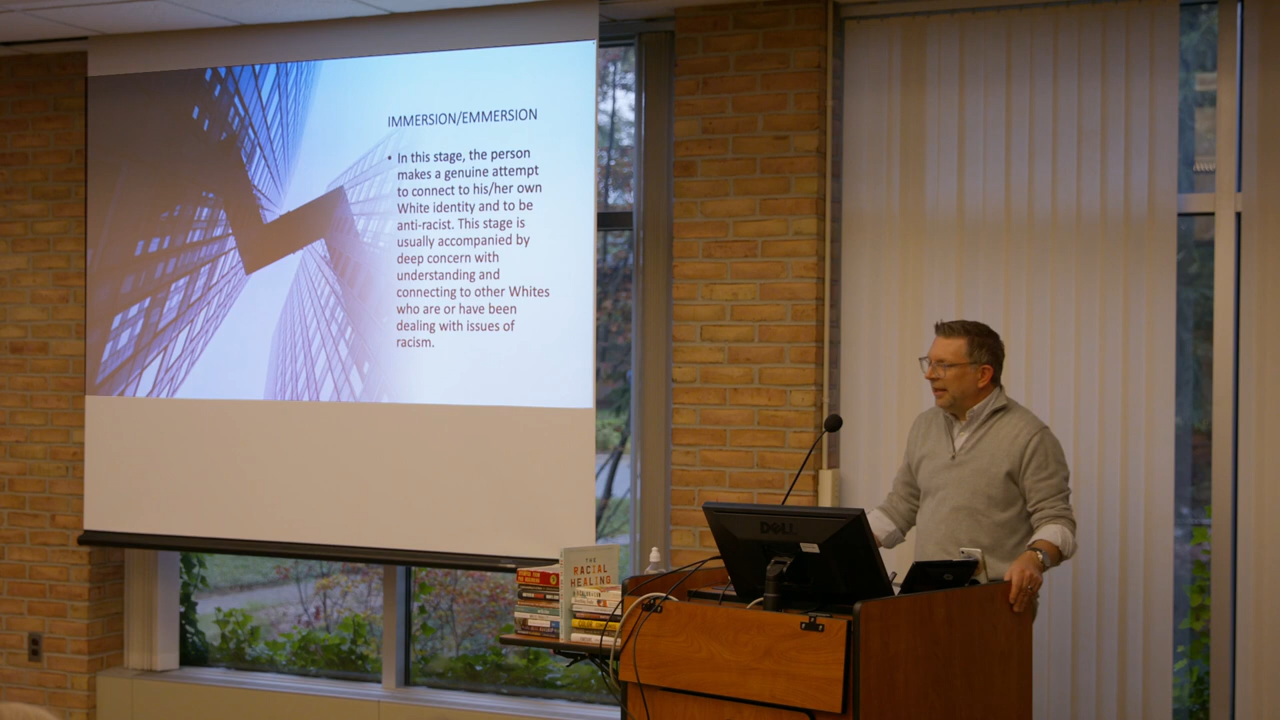 IMMERSION/EMMERSION
• In this stage, the person
makes a genuine attempt
to connect to his/her own
White identity and to be
anti-racist. This stage is
usually accompanied by
deep concern with
understanding and
connecting to other Whites
who are or have been
dealing with issues of
racism.
THE
RACIAL
HEALING
DELL